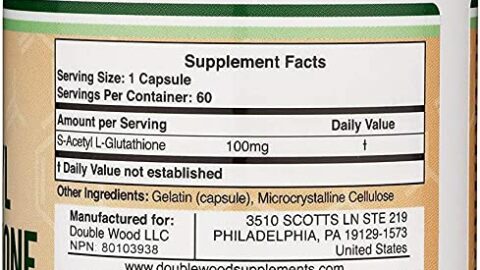 Supplement Facts
Serving Size: 1 Capsule
Servings Per Container: 60
Amount per Serving Daily Value
S-Acetyl L-Glutathione 100mg †
† Daily Value not established
Other Ingredients: Gelatin (capsule), Microcrystalline Cellulose
Manufactured for:
Double Wood LLC
NPN: 80103938
3510 SCOTTS LN STE 219
PHILADELPHIA, PA 19129-1573
United States
www.doublewoodsupplements.com